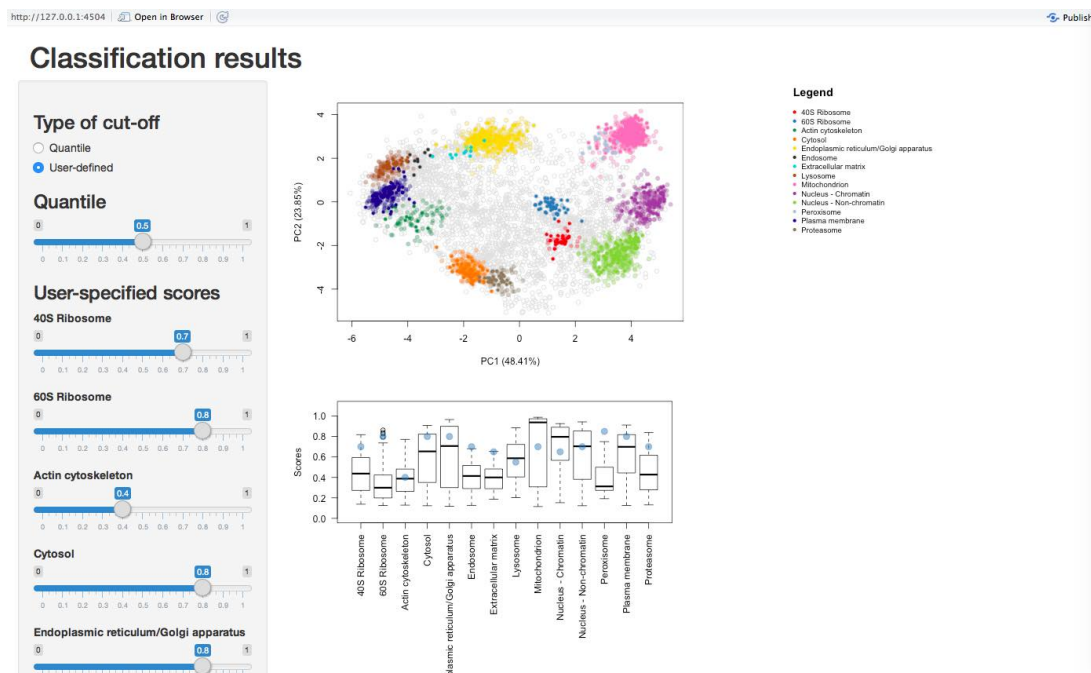 http://127.0.0.1:4504 Open in Browser Publish
Classification results
Type of cut-off
Quantile
User-defined
Quantile
0 0.5 1
0 0.1 0.2 0.3 0.4 0.5 0.6 0.7 0.8 0.9 1
User-specified scores
40S Ribosome
0 0.7 1
0 0.1 0.2 0.3 0.4 0.5 0.6 0.7 0.8 0.9 1
60S Ribosome
0 0.8 1
0 0.1 0.2 0.3 0.4 0.5 0.6 0.7 0.8 0.9 1
Actin cytoskeleton
0 0.4 1
0 0.1 0.2 0.3 0.4 0.5 0.6 0.7 0.8 0.9 1
Cytosol
0 0.8 1
0 0.1 0.2 0.3 0.4 0.5 0.6 0.7 0.8 0.9 1
Endoplasmic reticulum/Golgi apparatus
0 0.8 1
4
2
0
-2
-4
PC2 (23.85%)
-6 -4 -2 0 2 4
PC1 (48.41%)
Legend
40S Ribosome
60S Ribosome
Actin cytoskeleton
Cytosol
Endoplasmic reticulum/Golgi apparatus
Endosome
Extracellular matrix
Lysosome
Mitochondrion
Nucleus - Chromatin
Nucleus - Non-chromatin
Peroxisome
Plasma membrane
Proteasome
1.0
0.8
0.6
0.4
0.2
0.0
Scores
40S Ribosome
60S Ribosome
Actin cytoskeleton
Cytosol
plasmic reticulum/Golgi apparatus
Endosome
Extracellular matrix
Lysosome
Mitochondrion
Nucleus - Chromatin
Nucleus - Non-chromatin
Peroxisome
Plasma membrane
Proteasome